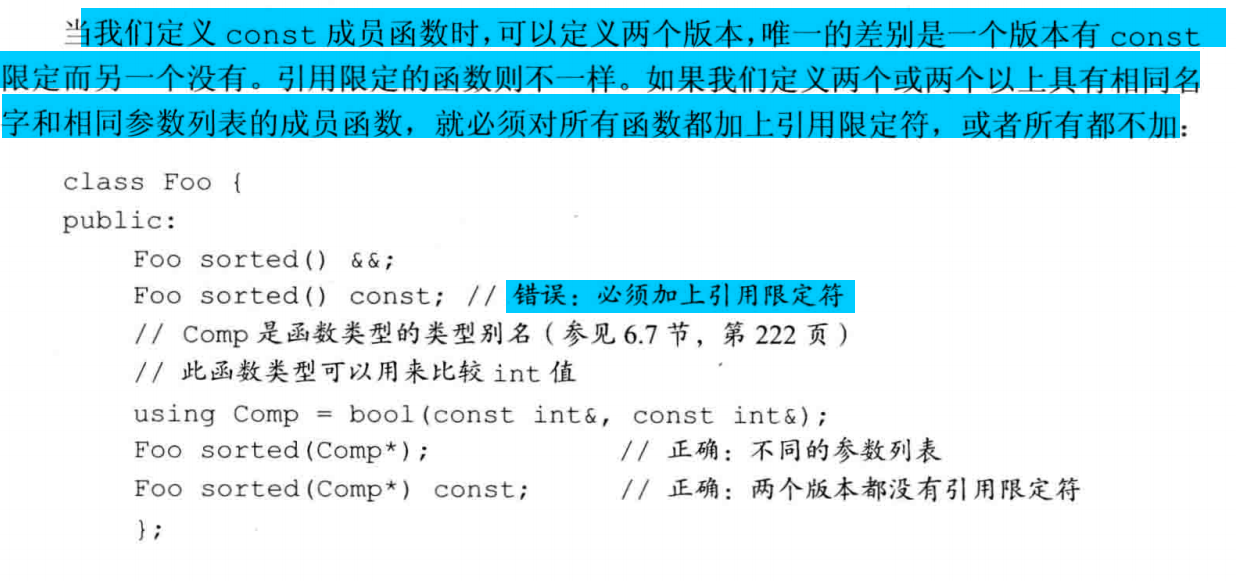 当我们定义 const 成员函数时,可以定义两个版本,唯一的差别是一个版本有 const
限定而另一个没有。引用限定的函数则不一样。如果我们定义两个或两个以上具有相同名
字和相同参数列表的成员函数，就必须对所有函数都加上引用限定符，或者所有都不加：
class Foo {
public:
Foo sorted() &&;
Foo sorted() const; // 错误：必须加上引用限定符
// Comp 是函数类型的类型别名（参见 6.7 节，第 222 页）
// 此函数类型可以用来比较 int 值
using Comp = bool(const int&, const int&);
Foo sorted(Comp*); // 正确：不同的参数列表
Foo sorted(Comp*) const; // 正确：两个版本都没有引用限定符
};